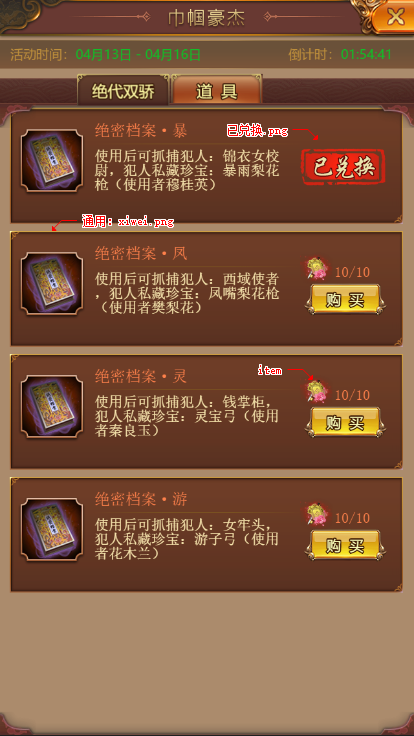 巾帼豪杰
活动时间：04月13日 - 04月16日 倒计时：01:54:41
绝代双骄 道 具
绝密档案·暴
已兑换.png
使用后可抓捕犯人：锦衣女校
尉，犯人私藏珍宝：暴雨梨花
枪（使用者穆桂英）
已兑换
通用：xiwei.png
绝密档案·凤
使用后可抓捕犯人：西域使者
，犯人私藏珍宝：凤嘴梨花枪
（使用者樊梨花）
10/10
购 买
绝密档案·灵
item
使用后可抓捕犯人：钱掌柜，
犯人私藏珍宝：灵宝弓（使用
者秦良玉）
10/10
购 买
绝密档案·游
使用后可抓捕犯人：女牢头，
犯人私藏珍宝：游子弓（使用
者花木兰）
10/10
购 买